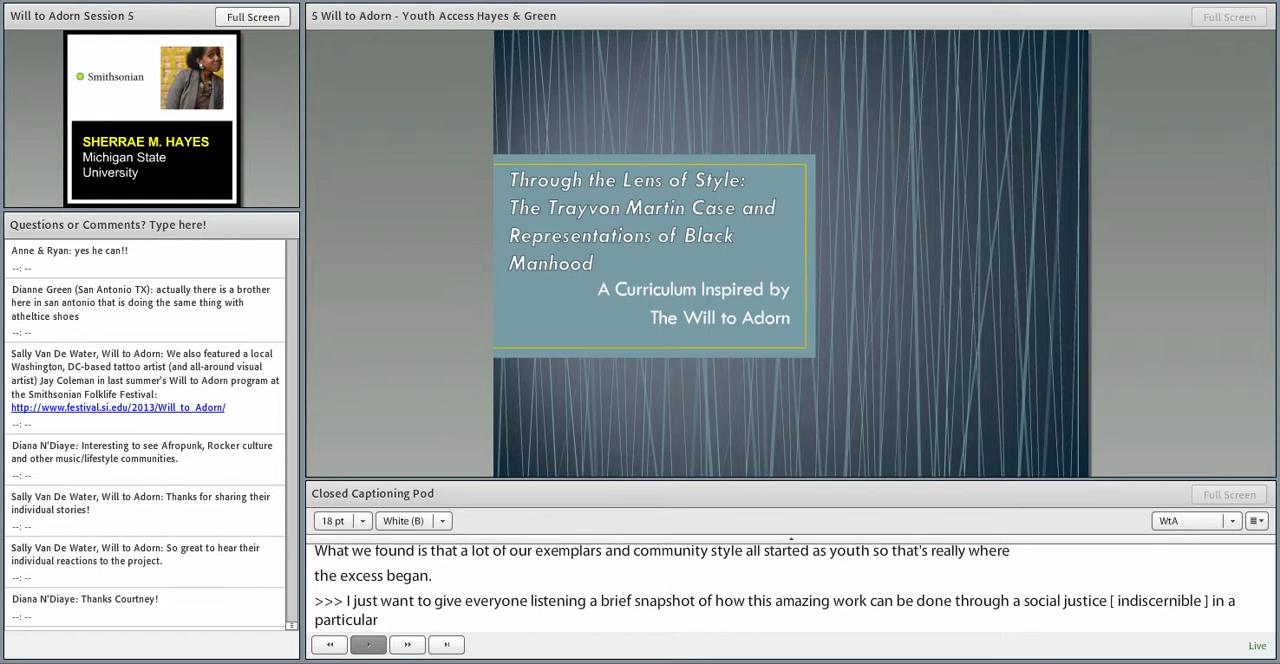 Will to Adorn Session 5
Full Screen
Smithsonian
SHERRAE M. HAYES
Michigan State
University
Questions or Comments? Type here!
Anne & Ryan: yes he can!!
--: --
Dianne Green (San Antonio TX): actually there is a brother
here in san antonio that is doing the same thing with
atheltice shoes
--: --
Sally Van De Water, Will to Adorn: We also featured a local
Washington, DC-based tattoo artist (and all-around visual
artist) Jay Coleman in last summer's Will to Adorn program at
the Smithsonian Folklife Festival:
http://www.festival.si.edu/2013/Will_to_Adorn/
--: --
Diana N'Diaye: Interesting to see Afropunk, Rocker culture
and other music/lifestyle communities.
--: --
Sally Van De Water, Will to Adorn: Thanks for sharing their
individual stories!
--: --
Sally Van De Water, Will to Adorn: So great to hear their
individual reactions to the project.
--: --
Diana N'Diaye: Thanks Courtney!
--: --
5 Will to Adorn - Youth Access Hayes & Green
Full Screen
Through the Lens of Style:
The Trayvon Martin Case and
Representations of Black
Manhood
A Curriculum Inspired by
The Will to Adorn
Closed Captioning Pod
Full Screen
18 pt
White (B)
WtA
What we found is that a lot of our exemplars and community style all started as youth so that's really where
the excess began.
>>> I just want to give everyone listening a brief snapshot of how this amazing work can be done through a social justice [ indiscernible ] in a
particular
Live